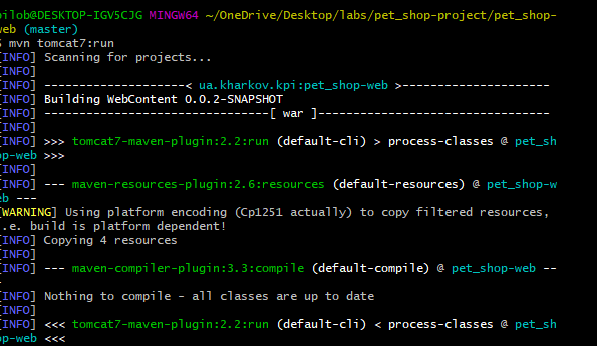 ilob@DESKTOP-IGV5CJG MINGW64 ~/OneDrive/Desktop/labs/pet_shop-project/pet_shop-
web (master)
$ mvn tomcat7:run
[INFO] Scanning for projects...
[INFO]
[INFO] --------------------< ua.kharkov.kpi:pet_shop-web >---------------------
[INFO] Building WebContent 0.0.2-SNAPSHOT
[INFO] --------------------------------[ war ]---------------------------------
[INFO]
[INFO] >>> tomcat7-maven-plugin:2.2:run (default-cli) > process-classes @ pet_sh
op-web >>>
[INFO]
[INFO] --- maven-resources-plugin:2.6:resources (default-resources) @ pet_shop-w
eb ---
[WARNING] Using platform encoding (Cp1251 actually) to copy filtered resources,
i.e. build is platform dependent!
[INFO] Copying 4 resources
[INFO]
[INFO] --- maven-compiler-plugin:3.3:compile (default-compile) @ pet_shop-web --
-
[INFO] Nothing to compile - all classes are up to date
[INFO]
[INFO] <<< tomcat7-maven-plugin:2.2:run (default-cli) < process-classes @ pet_sh
op-web <<<